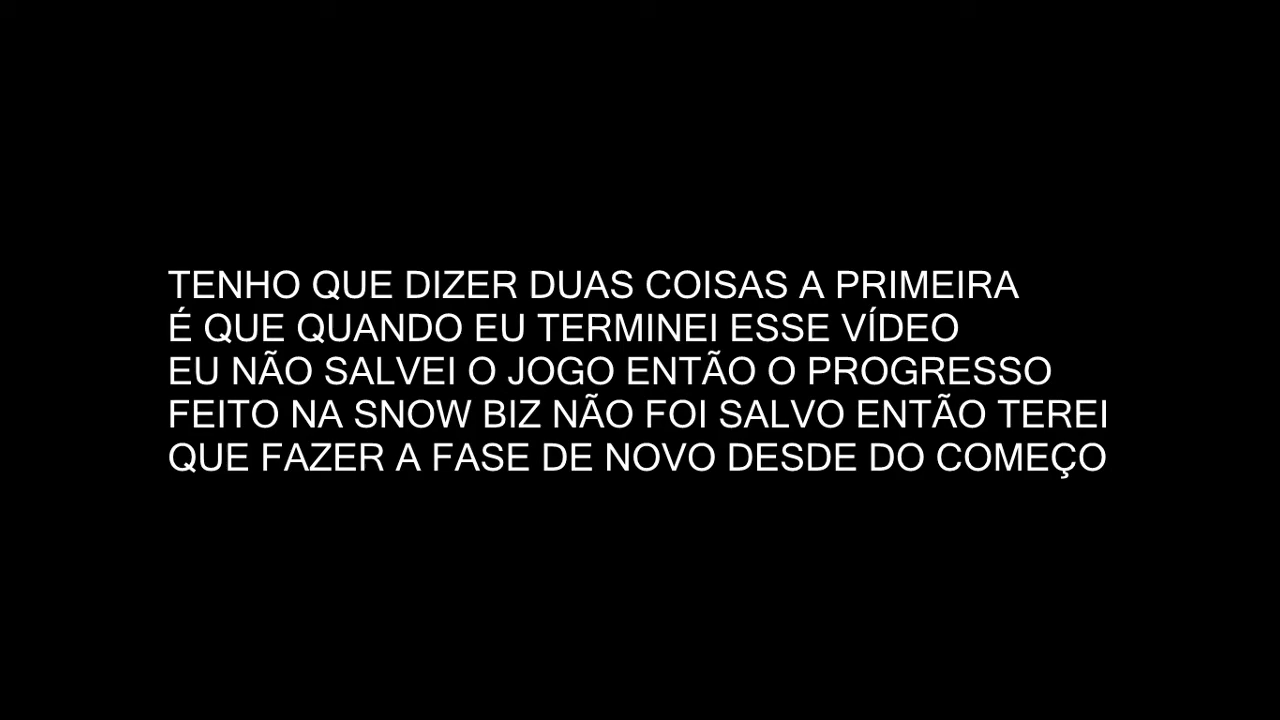 TENHO QUE DIZER DUAS COISAS A PRIMEIRA
É QUE QUANDO EU TERMINEI ESSE VÍDEO
EU NÃO SALVEI O JOGO ENTÃO O PROGRESSO
FEITO NA SNOW BIZ NÃO FOI SALVO ENTÃO TEREI
QUE FAZER A FASE DE NOVO DESDE DO COMEÇO